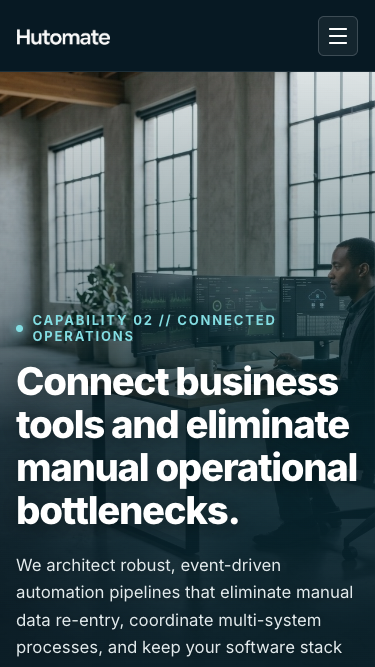 Hutomate
CAPABILITY 02 // CONNECTED
OPERATIONS
Connect business
tools and eliminate
manual operational
bottlenecks.
We architect robust, event-driven
automation pipelines that eliminate manual
data re-entry, coordinate multi-system
processes, and keep your software stack